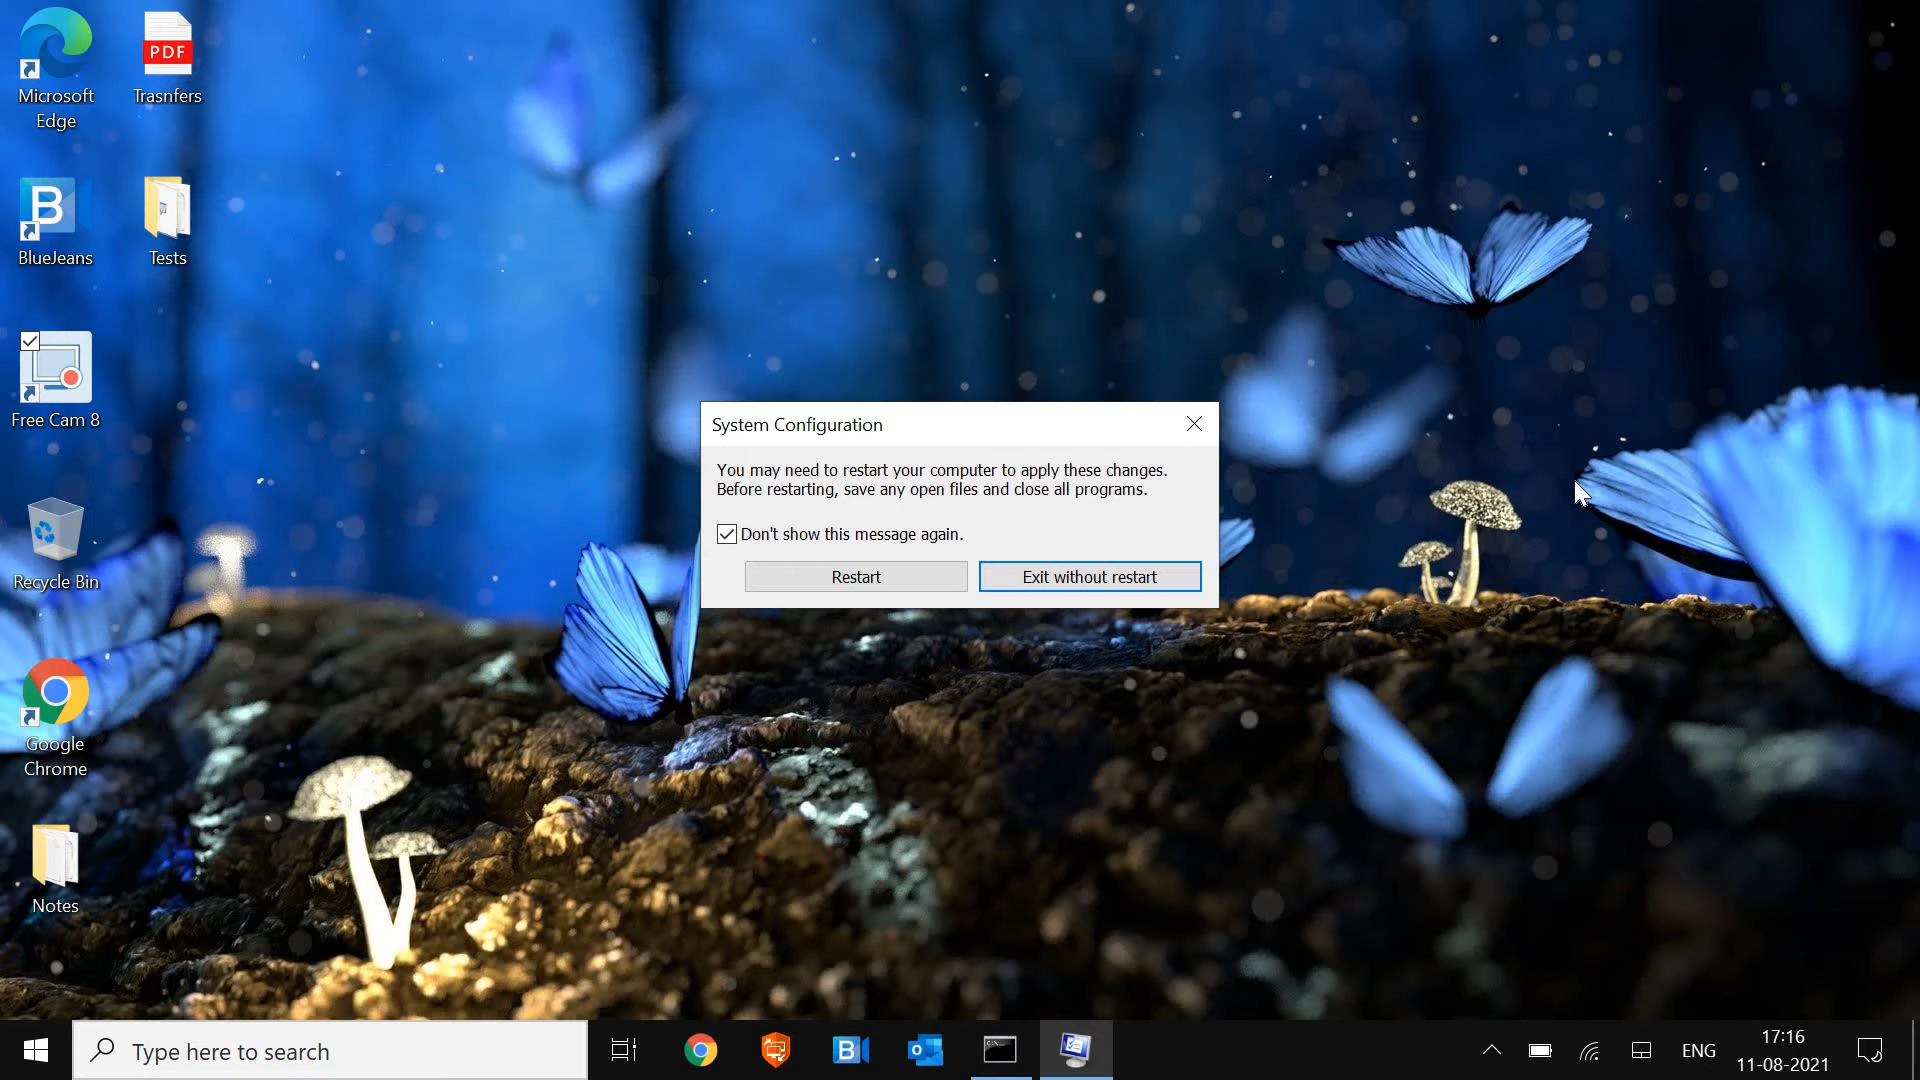 Microsoft
Edge
PDF
Trasnfers
B
BlueJeans
Tests
Free Cam 8
Recycle Bin
Google
Chrome
Notes
System Configuration
You may need to restart your computer to apply these changes.
Before restarting, save any open files and close all programs.
Don't show this message again.
Restart
Exit without restart
Type here to search
B
o
ENG
17:16
11-08-2021